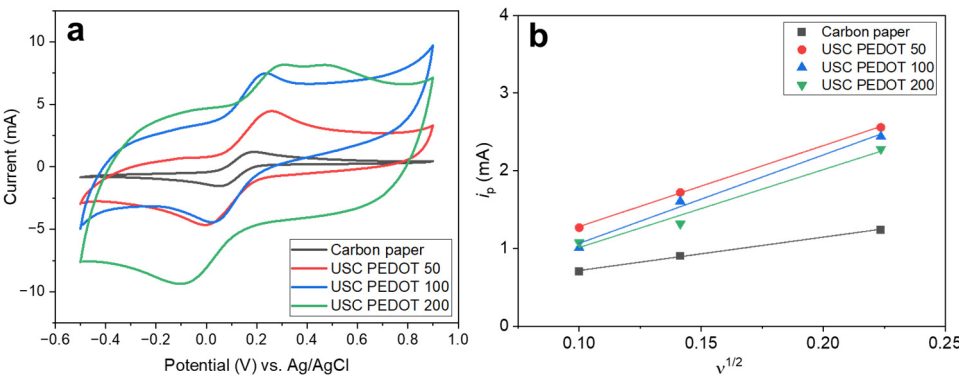 a
10
5
0
−5
−10
Current (mA)
Carbon paper
USC PEDOT 50
USC PEDOT 100
USC PEDOT 200
−0.6 −0.4 −0.2 0.0 0.2 0.4 0.6 0.8 1.0
Potential (V) vs. Ag/AgCl
b
4
3
2
1
0
ip (mA)
Carbon paper
USC PEDOT 50
USC PEDOT 100
USC PEDOT 200
0.10 0.15 0.20 0.25
ν1/2